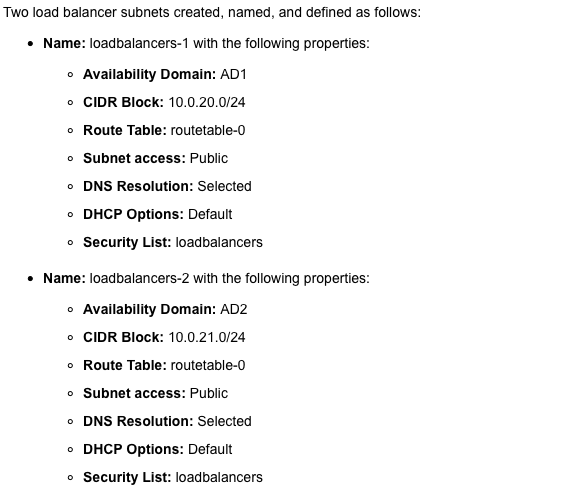 Two load balancer subnets created, named, and defined as follows:
• Name: loadbalancers-1 with the following properties:
◦ Availability Domain: AD1
◦ CIDR Block: 10.0.20.0/24
◦ Route Table: routetable-0
◦ Subnet access: Public
◦ DNS Resolution: Selected
◦ DHCP Options: Default
◦ Security List: loadbalancers
• Name: loadbalancers-2 with the following properties:
◦ Availability Domain: AD2
◦ CIDR Block: 10.0.21.0/24
◦ Route Table: routetable-0
◦ Subnet access: Public
◦ DNS Resolution: Selected
◦ DHCP Options: Default
◦ Security List: loadbalancers